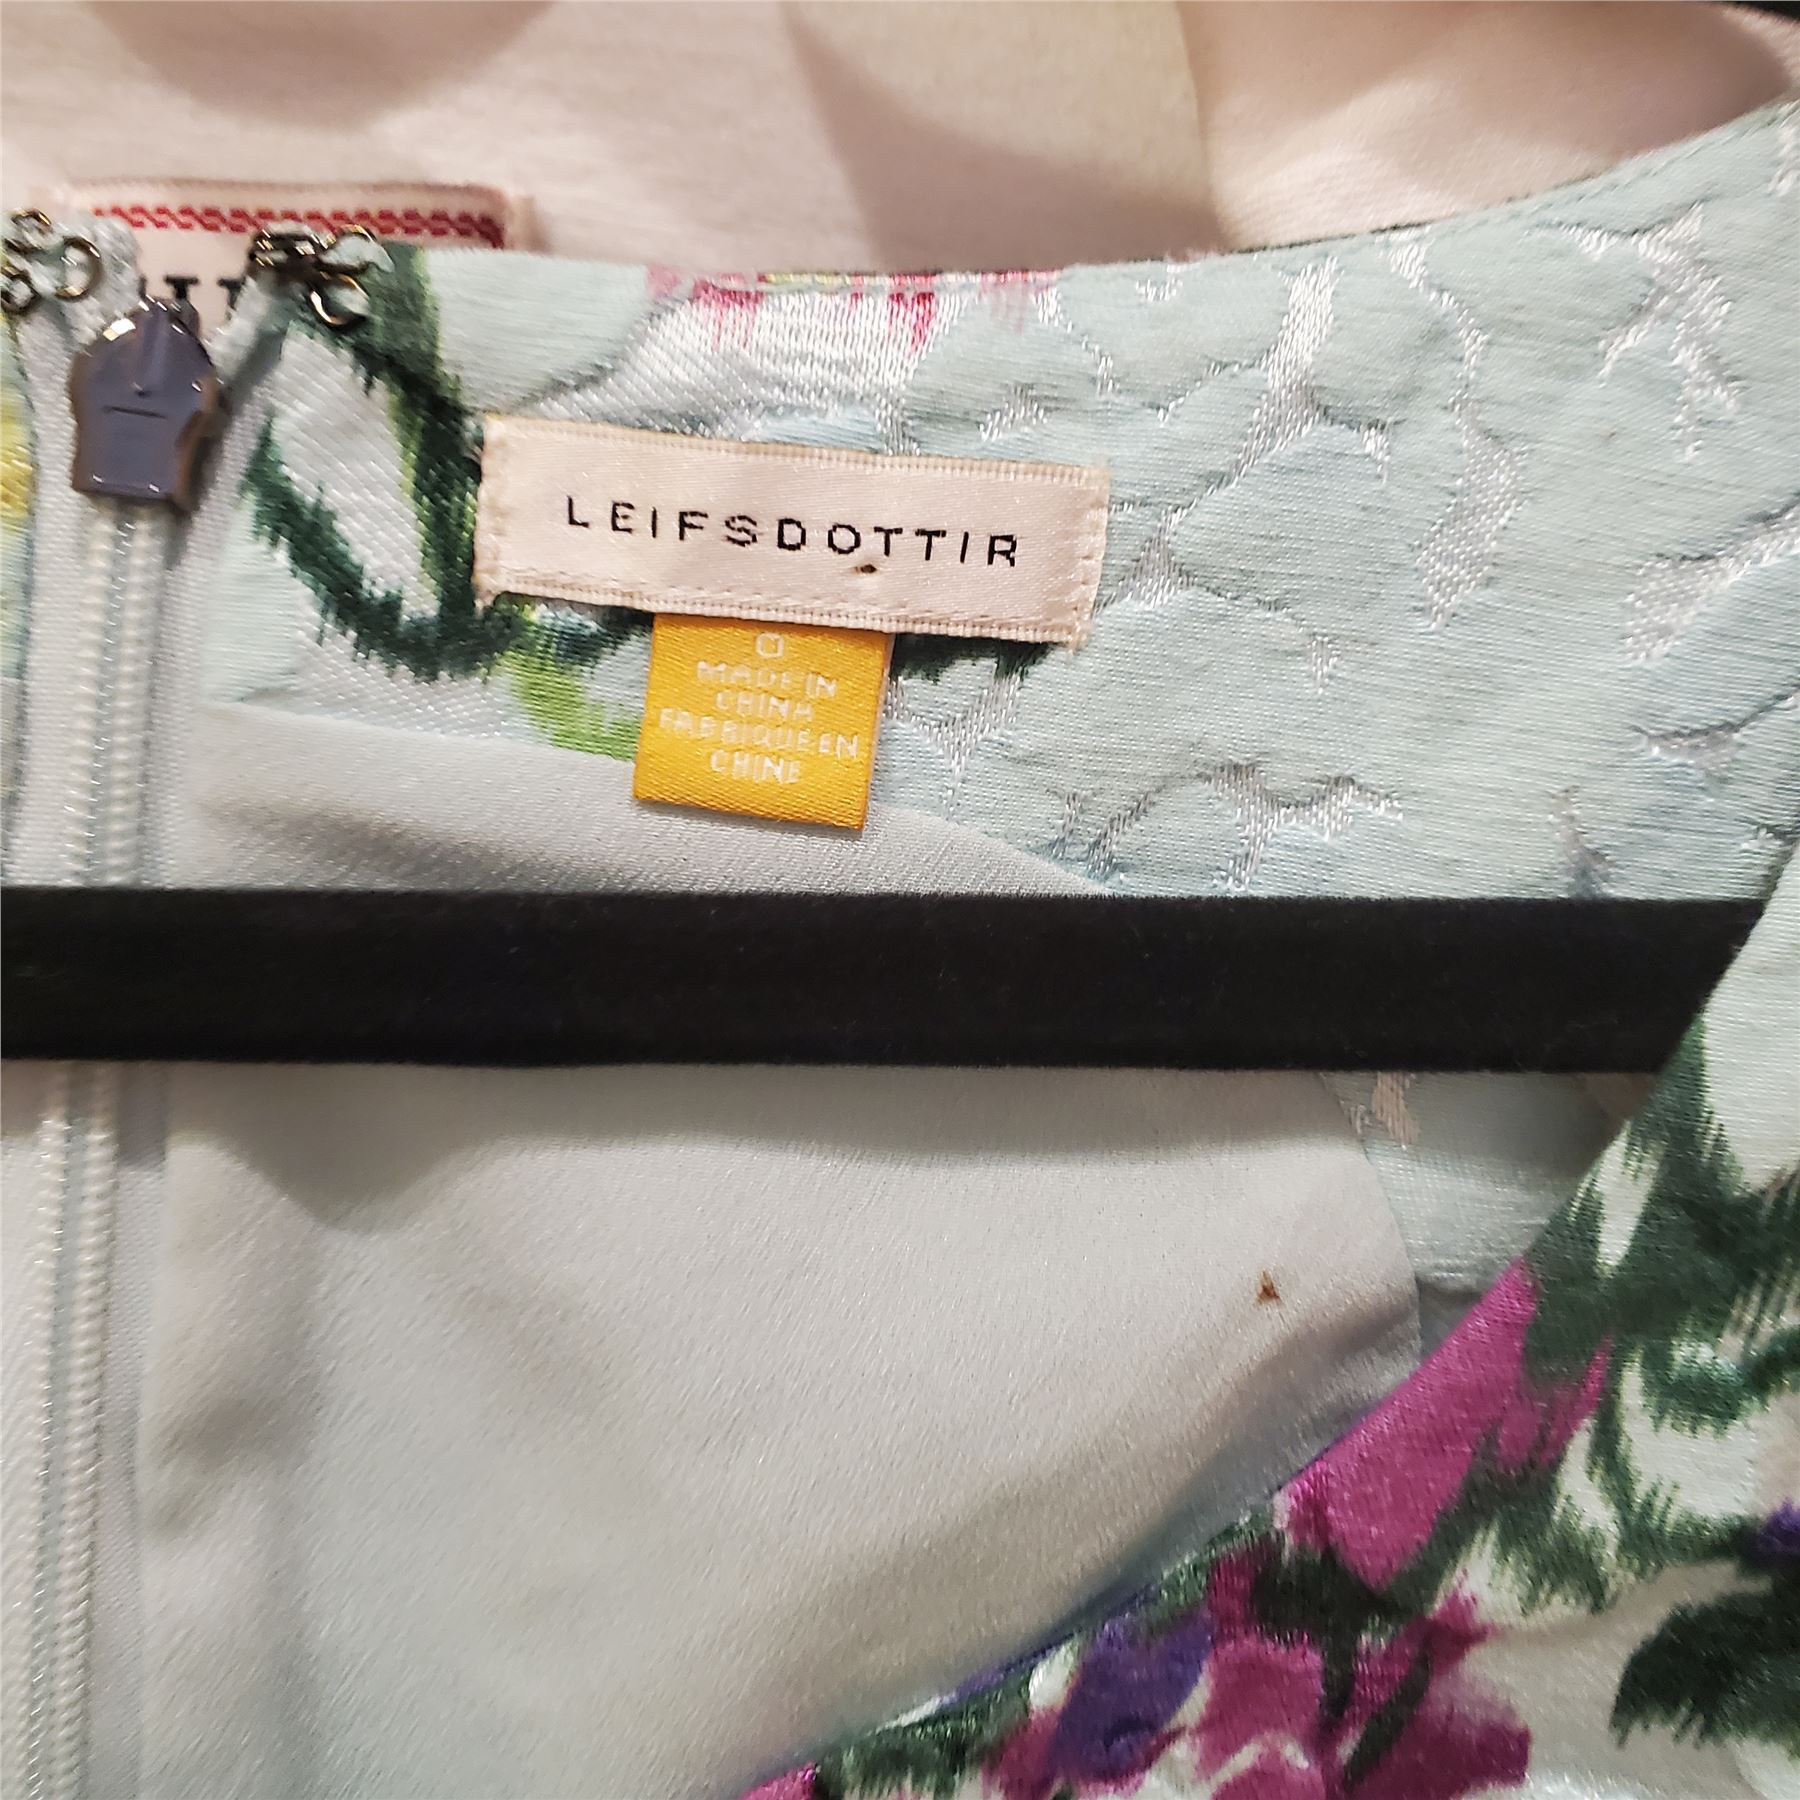 LEIFSDOTTIR
0
MADE IN
CHINA
FABRIQUE EN
CHINE